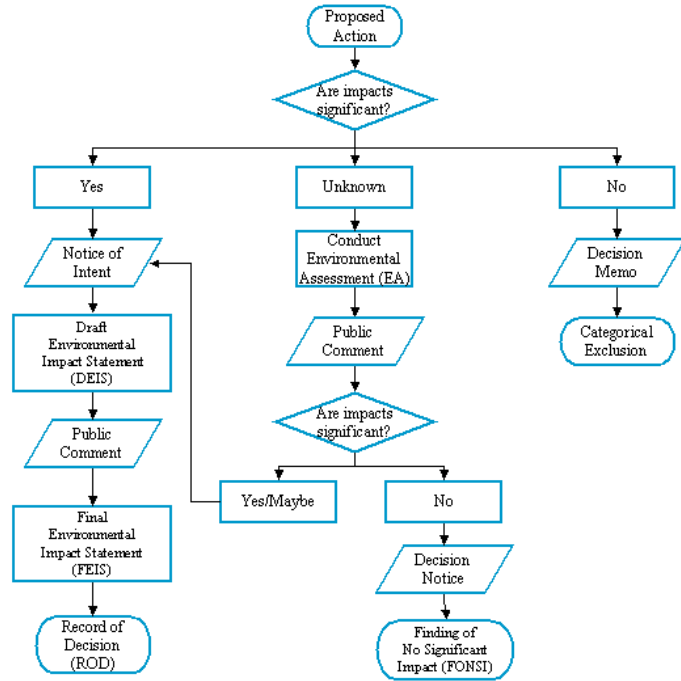 Proposed
Action
Are impacts
significant?
Yes
Unknown
No
Notice of
Intent
Conduct
Environmental
Assessment (EA)
Decision
Memo
Draft
Environmental
Impact Statement
(DEIS)
Public
Comment
Categorical
Exclusion
Public
Comment
Are impacts
significant?
Yes/Maybe
No
Final
Environmental
Impact Statement
(FEIS)
Decision
Notice
Record of
Decision
(ROD)
Finding of
No Significant
Impact (FONSI)